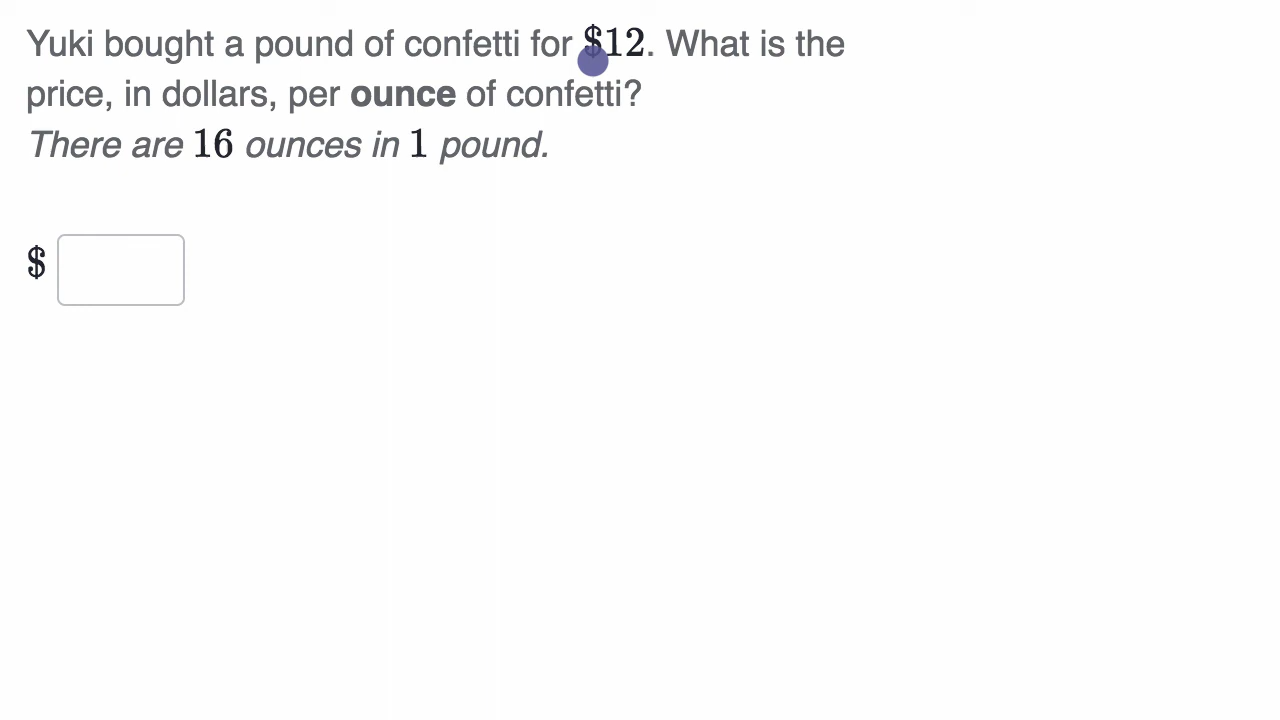 Yuki bought a pound of confetti for $12. What is the
price, in dollars, per ounce of confetti?
There are 16 ounces in 1 pound.
$